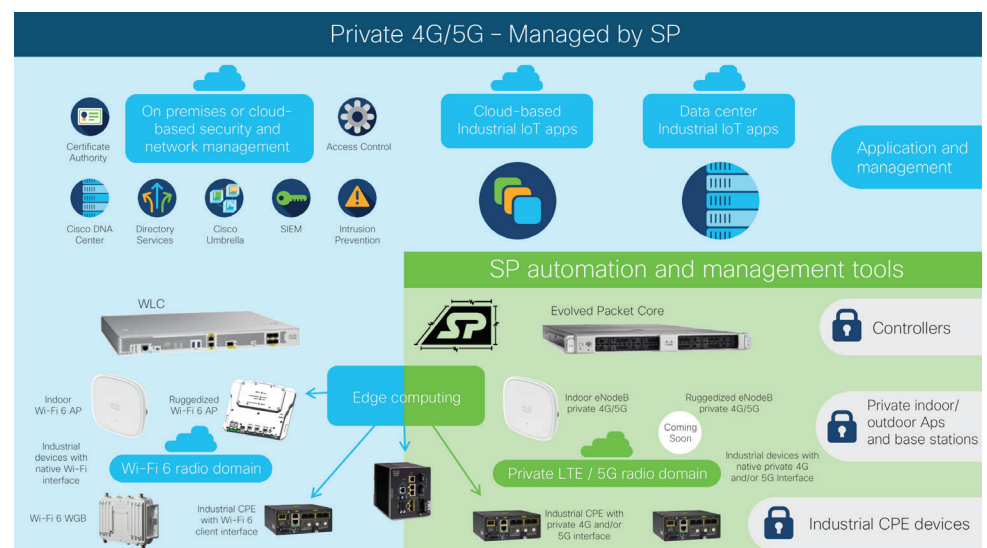 Private 4G/5G – Managed by SP
On premises or cloud-
based security and
network management
Certificate
Authority
Access Control
Cisco DNA
Center
Directory
Services
Cisco
Umbrella
SIEM
Intrusion
Prevention
Cloud-based
Industrial IoT apps
Data center
Industrial IoT apps
Application and
management
SP automation and management tools
WLC
SP
Evolved Packet Core
Controllers
Indoor
Wi-Fi 6 AP
Ruggedized
Wi-Fi 6 AP
Edge computing
Indoor eNodeB
private 4G/5G
Ruggedized eNodeB
private 4G/5G
Coming
Soon
Private indoor/
outdoor Aps
and base stations
Industrial
devices with
native Wi-Fi
interface
Wi-Fi 6 radio domain
Private LTE / 5G radio domain
Industrial devices with
native private 4G
and/or 5G Interface
Wi-Fi 6 WGB
Industrial CPE
with Wi-Fi 6
client interface
Industrial CPE with
private 4G and/or
5G interface
Industrial CPE devices